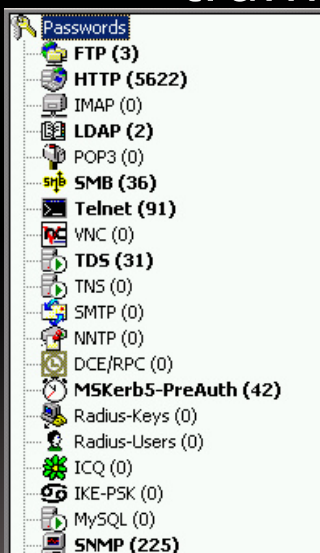 Passwords
FTP (3)
HTTP (5622)
IMAP (0)
LDAP (2)
POP3 (0)
SMB (36)
Telnet (91)
VNC (0)
TDS (31)
TNS (0)
SMTP (0)
NNTP (0)
DCE/RPC (0)
MSKerb5-PreAuth (42)
Radius-Keys (0)
Radius-Users (0)
ICQ (0)
IKE-PSK (0)
MySQL (0)
SNMP (225)